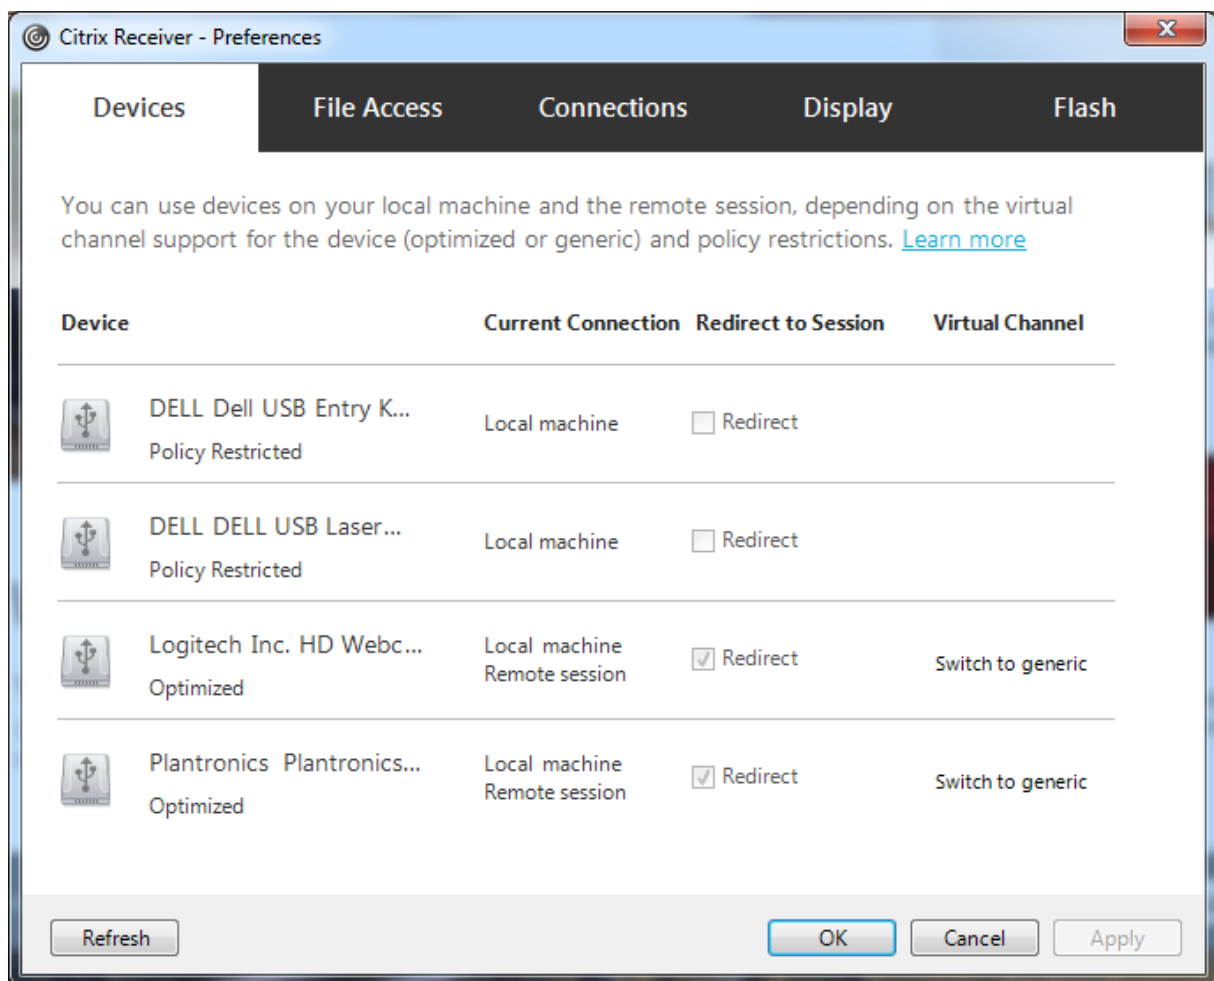 Citrix Receiver - Preferences
Devices File Access Connections Display Flash
You can use devices on your local machine and the remote session, depending on the virtual
channel support for the device (optimized or generic) and policy restrictions. Learn more
Device Current Connection Redirect to Session Virtual Channel
DELL Dell USB Entry K...
Policy Restricted
Local machine
Redirect
DELL DELL USB Laser...
Policy Restricted
Local machine
Redirect
Logitech Inc. HD Webc...
Optimized
Local machine
Remote session
Redirect
Switch to generic
Plantronics Plantronics...
Optimized
Local machine
Remote session
Redirect
Switch to generic
Refresh OK Cancel Apply